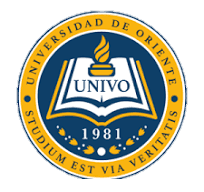 UNIVERSIDAD DE ORIENTE
UNIVO
1981
STUDIUM EST VIA VERITATIS